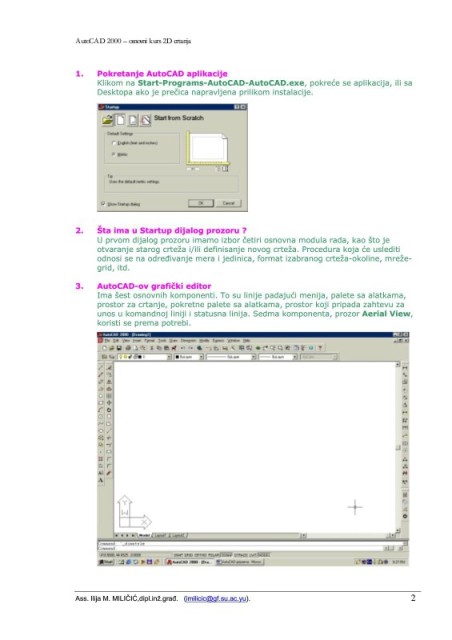 AutoCAD 2000 – osnovni kurs 2D crtanja
1. Pokretanje AutoCAD aplikacije
Klikom na Start-Programs-AutoCAD-AutoCAD.exe, pokreće se aplikacija, ili sa
Desktopa ako je prečica napravljena prilikom instalacije.
Startup
Start from Scratch
Default Settings
English (feet and inches)
Metric
Tip
Uses the default metric settings.
Show Startup dialog
OK Cancel
2. Šta ima u Startup dijalog prozoru ?
U prvom dijalog prozoru imamo izbor četiri osnovna modula rada, kao što je
otvaranje starog crteža i/ili definisanje novog crteža. Procedura koja će uslediti
odnosi se na određivanje mera i jedinica, format izabranog crteža-okoline, mreže-
grid, itd.
3. AutoCAD-ov grafički editor
Ima šest osnovnih komponenti. To su linije padajući menija, palete sa alatkama,
prostor za crtanje, pokretne palete sa alatkama, prostor koji pripada zahtevu za
unos u komandnoj liniji i statusna linija. Sedma komponenta, prozor Aerial View,
koristi se prema potrebi.
AutoCAD 2000 - [Drawing1]
File Edit View Insert Format Tools Draw Dimension Modify Express Window Help
ByLayer ByLayer ByLayer
Y
X
Model Layout1 Layout2
Command:
Command:
Start
Ass. Ilija M. MILIČIĆ,dipl.inž.građ. (imilicic@gf.su.ac.yu). 2